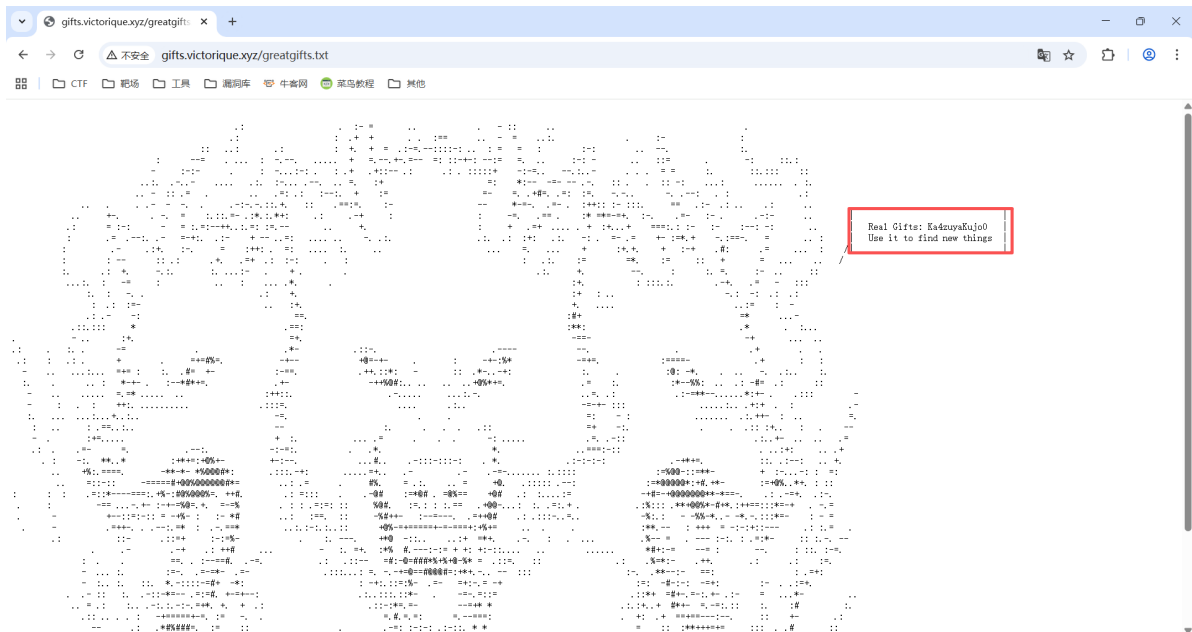 gifts.victorique.xyz/greatgifts
不安全 gifts.victorique.xyz/greatgifts.txt
CTF 靶场 工具 漏洞库 牛客网 菜鸟教程 其他
Real Gifts: Ka4zuyaKujo0
Use it to find new things